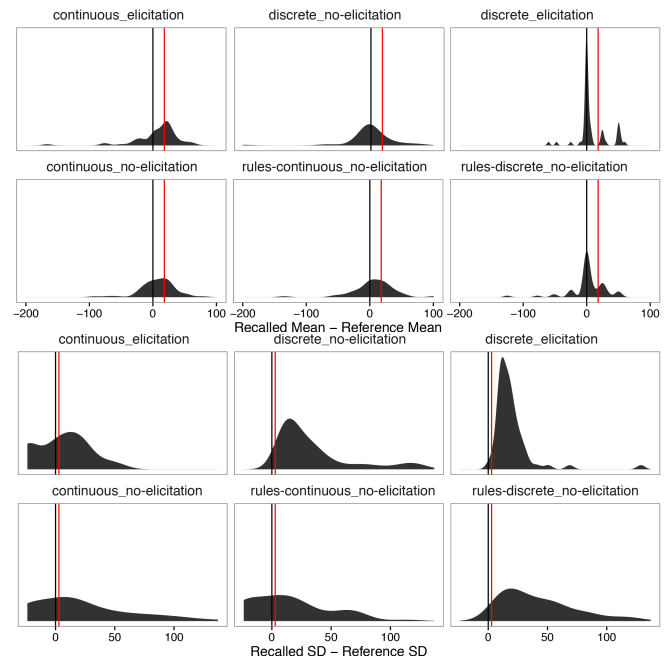 continuous_elicitation discrete_no-elicitation discrete_elicitation
continuous_no-elicitation rules-continuous_no-elicitation rules-discrete_no-elicitation
−200 −100 0 100 −200 −100 0 100 −200 −100 0 100
Recalled Mean − Reference Mean
continuous_elicitation discrete_no-elicitation discrete_elicitation
continuous_no-elicitation rules-continuous_no-elicitation rules-discrete_no-elicitation
0 50 100 0 50 100 0 50 100
Recalled SD − Reference SD